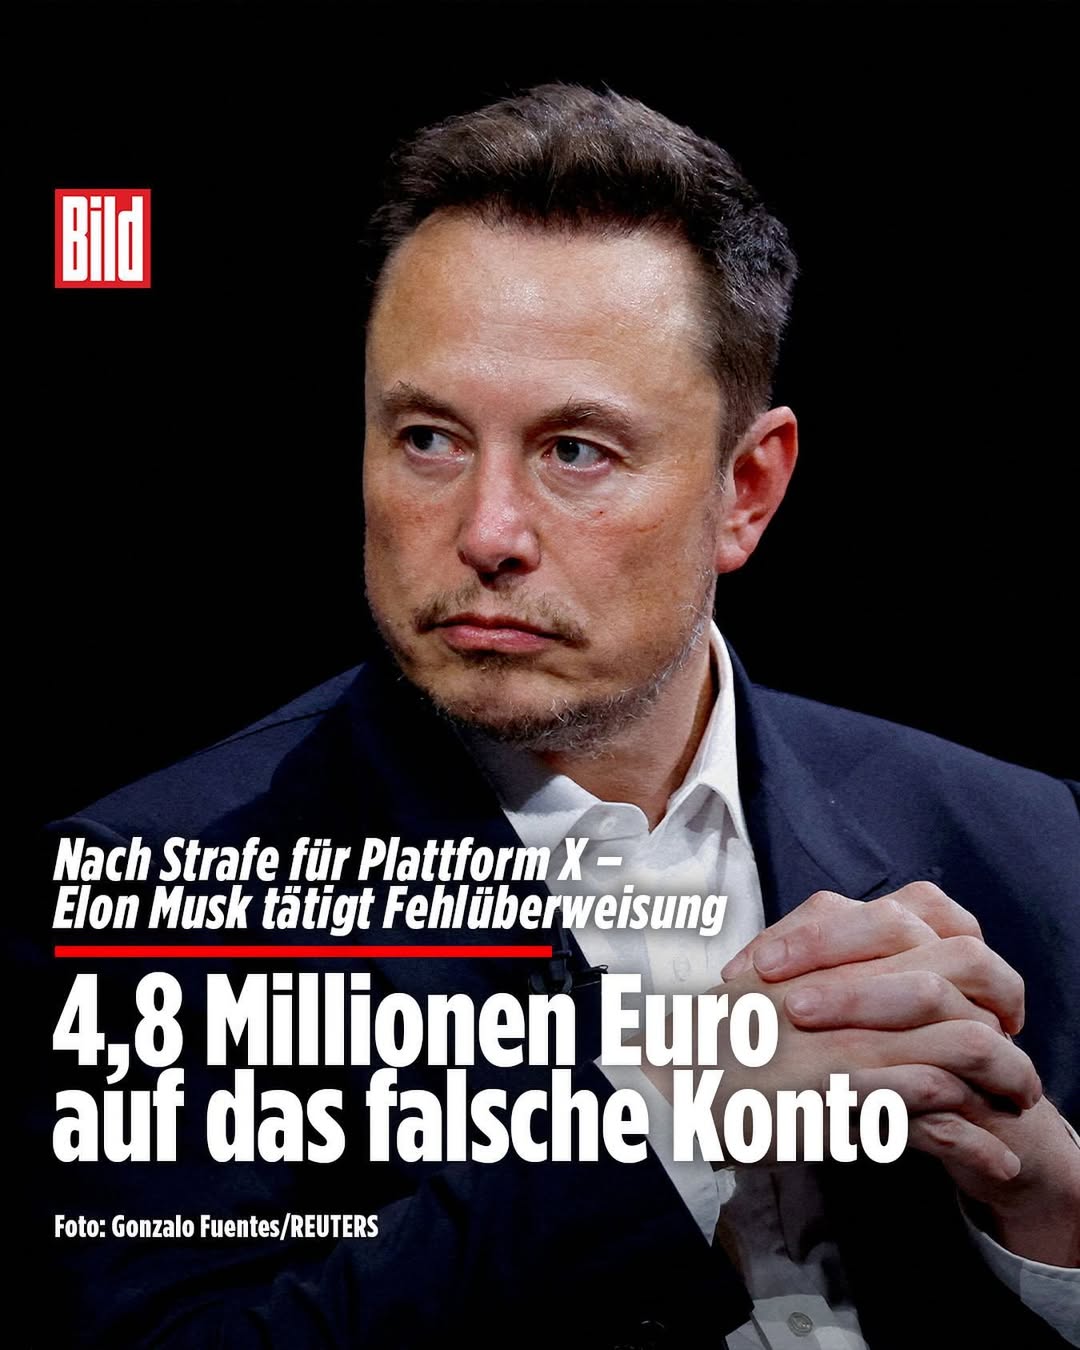 Bild
Nach Strafe für Plattform X –
Elon Musk tätigt Fehlüberweisung
4,8 Millionen Euro
auf das falsche Konto
Foto: Gonzalo Fuentes/REUTERS